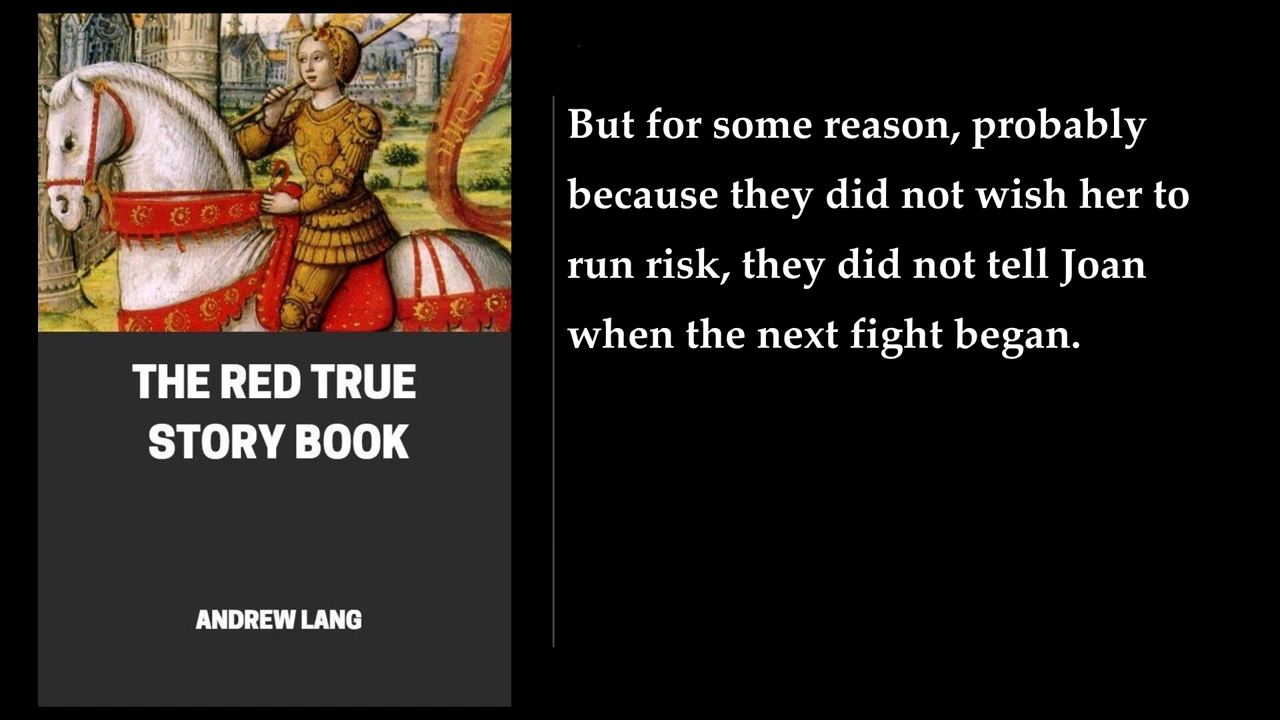 THE RED TRUE
STORY BOOK
ANDREW LANG
But for some reason, probably
because they did not wish her to
run risk, they did not tell Joan
when the next fight began.